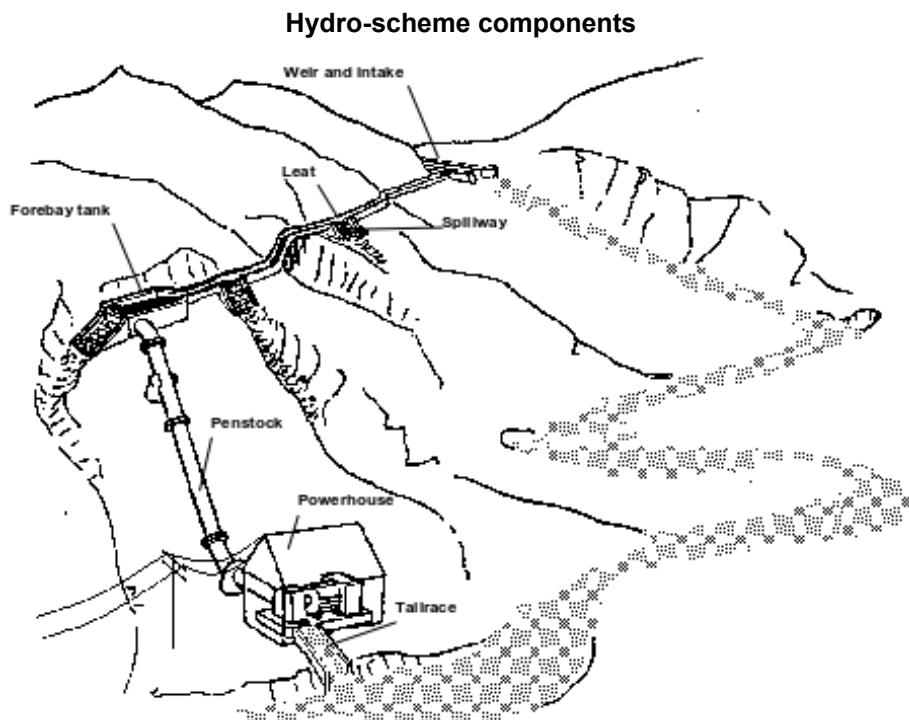 Hydro-scheme components
Weir and Intake
Leat
Forebay tank
Spillway
Penstock
Powerhouse
Tailrace